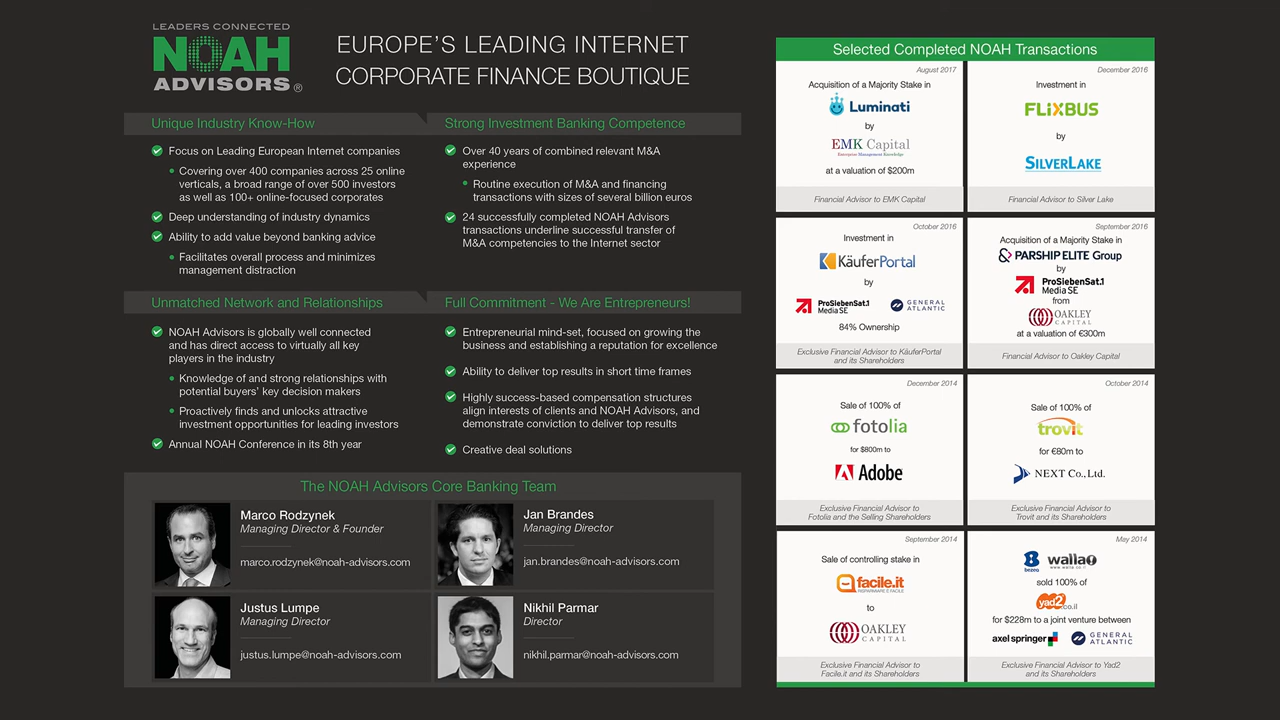 LEADERS CONNECTED
NOAH
ADVISORS®
EUROPE'S LEADING INTERNET
CORPORATE FINANCE BOUTIQUE
Unique Industry Know-How
Focus on Leading European Internet companies
Covering over 400 companies across 25 online
verticals, a broad range of over 500 investors
as well as 100+ online-focused corporates
Deep understanding of industry dynamics
Ability to add value beyond banking advice
Facilitates overall process and minimizes
management distraction
Strong Investment Banking Competence
Over 40 years of combined relevant M&A
experience
Routine execution of M&A and financing
transactions with sizes of several billion euros
24 successfully completed NOAH Advisors
transactions underline successful transfer of
M&A competencies to the Internet sector
Unmatched Network and Relationships
NOAH Advisors is globally well connected
and has direct access to virtually all key
players in the industry
Knowledge of and strong relationships with
potential buyers' key decision makers
Proactively finds and unlocks attractive
investment opportunities for leading investors
Annual NOAH Conference in its 8th year
Full Commitment - We Are Entrepreneurs!
Entrepreneurial mind-set, focused on growing the
business and establishing a reputation for excellence
Ability to deliver top results in short time frames
Highly success-based compensation structures
align interests of clients and NOAH Advisors, and
demonstrate conviction to deliver top results
Creative deal solutions
The NOAH Advisors Core Banking Team
Marco Rodzynek
Managing Director & Founder
marco.rodzynek@noah-advisors.com
Jan Brandes
Managing Director
jan.brandes@noah-advisors.com
Justus Lumpe
Managing Director
justus.lumpe@noah-advisors.com
Nikhil Parmar
Director
nikhil.parmar@noah-advisors.com
Selected Completed NOAH Transactions
August 2017
Acquisition of a Majority Stake in
Luminati
by
EMK Capital
Enterprise Management Knowledge
at a valuation of $200m
Financial Advisor to EMK Capital
December 2016
Investment in
FLiXBUS
by
SILVERLAKE
Financial Advisor to Silver Lake
October 2016
Investment in
KäuferPortal
by
ProSiebenSat.1
Media SE
GENERAL
ATLANTIC
84% Ownership
Exclusive Financial Advisor to KäuferPortal
and its Shareholders
September 2016
Acquisition of a Majority Stake in
PARSHIP ELITE Group
by
ProSiebenSat.1
Media SE
from
OAKLEY
CAPITAL
at a valuation of €300m
Financial Advisor to Oakley Capital
December 2014
Sale of 100% of
fotolia
for $800m to
Adobe
Exclusive Financial Advisor to
Fotolia and the Selling Shareholders
October 2014
Sale of 100% of
trovit
for €80m to
NEXT Co., Ltd.
Exclusive Financial Advisor to
Trovit and its Shareholders
September 2014
Sale of controlling stake in
facile.it
RISPARMIARE È FACILE
to
OAKLEY
CAPITAL
Exclusive Financial Advisor to
Facile.it and its Shareholders
May 2014
bezeq
walla!
www.walla.co.il
sold 100% of
yad2.co.il
for $228m to a joint venture between
axel springer
GENERAL
ATLANTIC
Exclusive Financial Advisor to Yad2
and its Shareholders